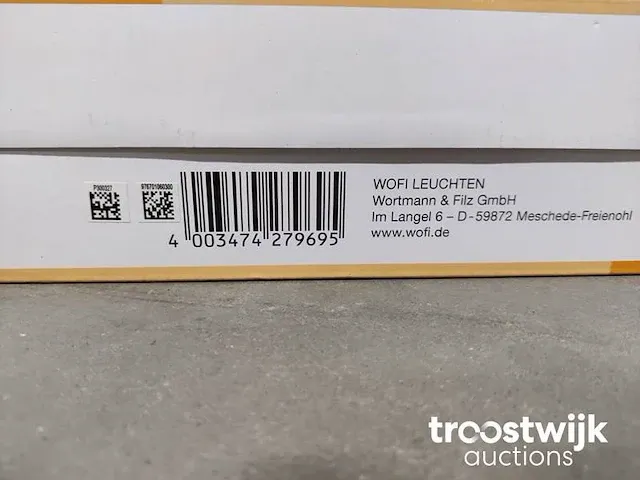 P300327
976701060300
4 003474 279695
WOFI LEUCHTEN
Wortmann & Filz GmbH
Im Langel 6 – D-59872 Meschede-Freienohl
www.wofi.de
troostwijk
auctions